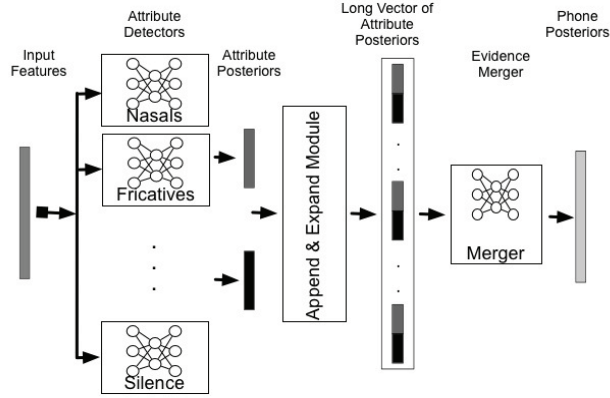 Input
Features
Attribute
Detectors
Attribute
Posteriors
Long Vector of
Attribute
Posteriors
Evidence
Merger
Phone
Posteriors
Nasals
Fricatives
Silence
Append & Expand Module
Merger